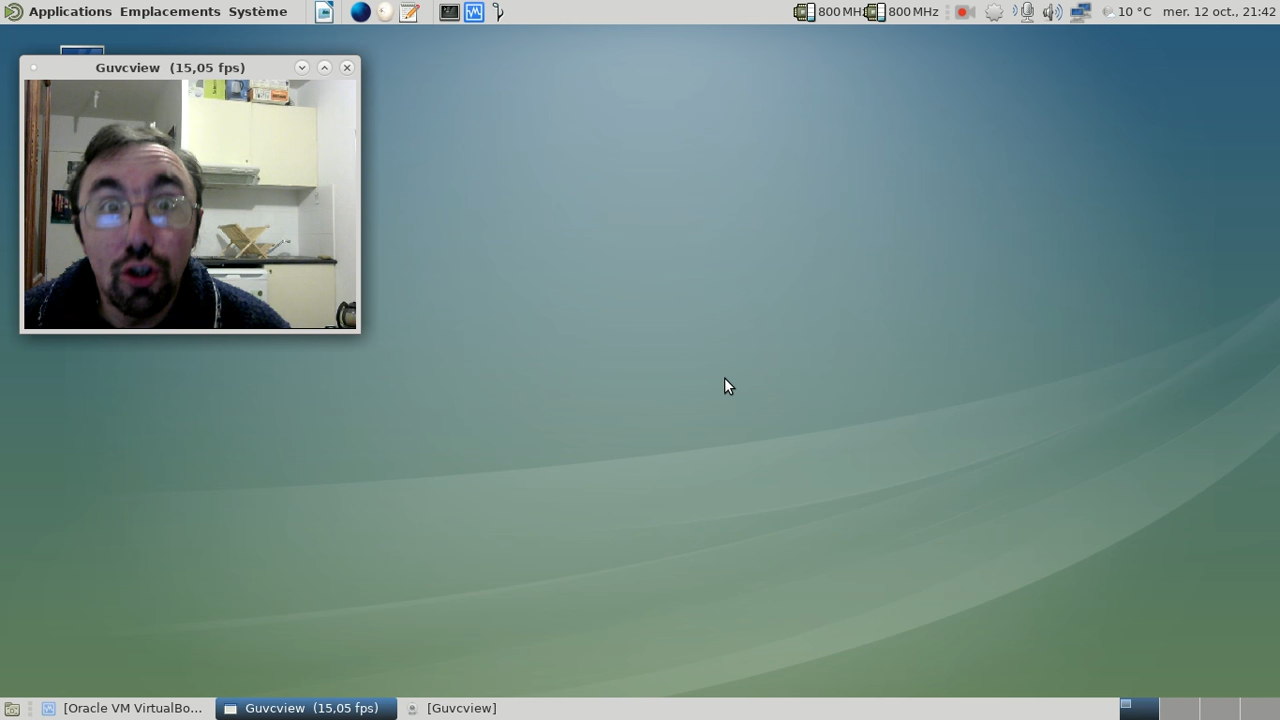 Applications Emplacements Système
800 MHz
800 MHz
10 °C
mer. 12 oct., 21:42
Guvcview (15,05 fps)
[Oracle VM VirtualBo...
Guvcview (15,05 fps)
[Guvcview]